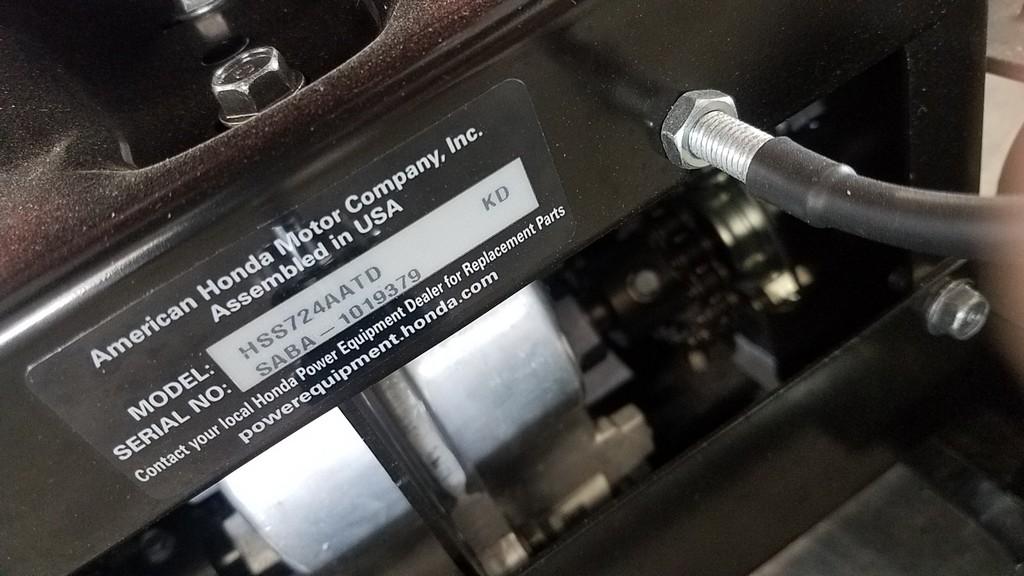 American Honda Motor Company, Inc.
Assembled in USA
MODEL: HSS724AATD KD
SERIAL NO: SABA—1019379
Contact your local Honda Power Equipment Dealer for Replacement Parts
powerequipment.honda.com